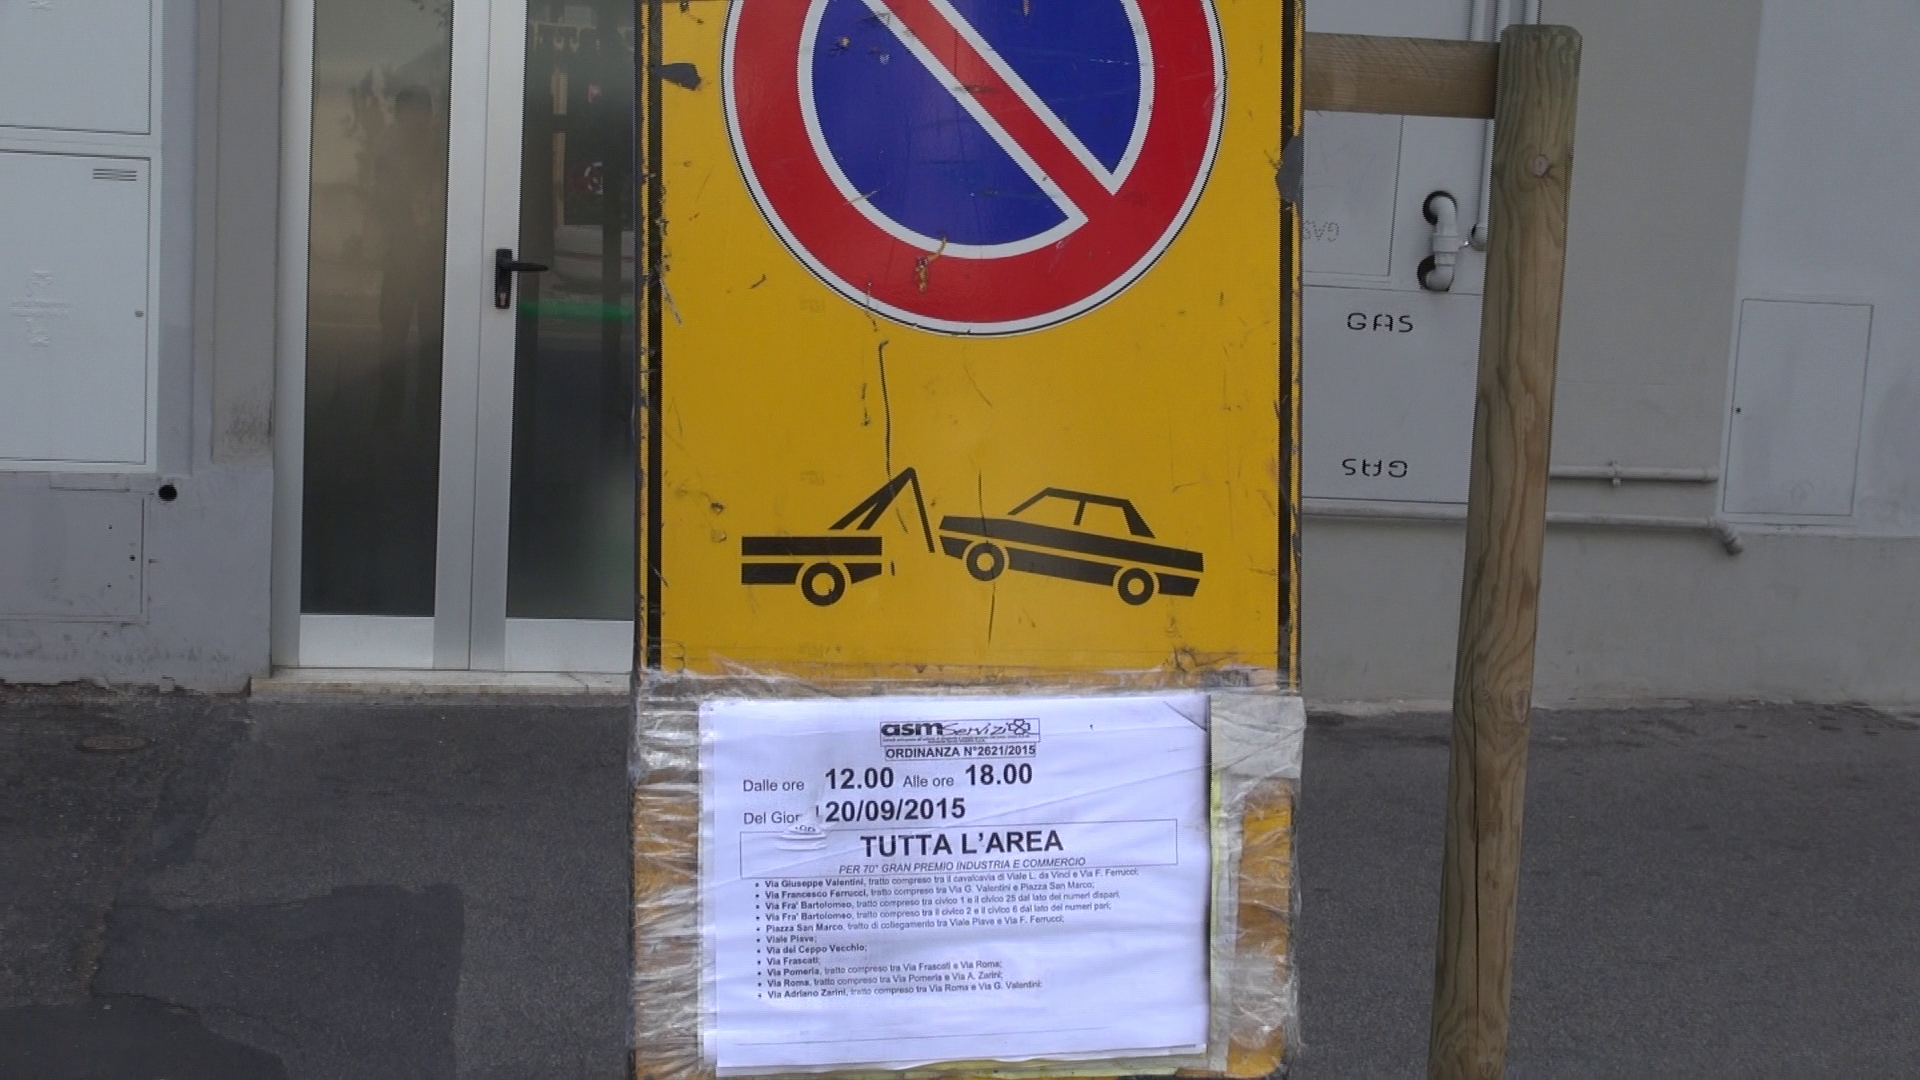 asm Servizi
ORDINANZA N°2621/2015
Dalle ore 12.00 Alle ore 18.00
Del Gior 20/09/2015
TUTTA L'AREA
PER 70° GRAN PREMIO INDUSTRIA E COMMERCIO
• Via Giuseppe Valentini, tratto compreso tra il cavalcavia di Viale L. da Vinci e Via F. Ferrucci;
• Via Francesco Ferrucci, tratto compreso tra Via G. Valentini e Piazza San Marco;
• Via Fra' Bartolomeo, tratto compreso tra civico 1 e il civico 25 dal lato dei numeri dispari,
• Via Fra' Bartolomeo, tratto compreso tra il civico 2 e il civico 6 dal lato dei numeri pari;
• Piazza San Marco, tratto di collegamento tra Viale Piave e Via F. Ferrucci;
• Viale Piave;
• Via del Ceppo Vecchio;
• Via Frascati;
• Via Pomeria, tratto compreso tra Via Frascati e Via Roma;
• Via Roma, tratto compreso tra Via Pomeria e Via A. Zarini;
• Via Adriano Zarini, tratto compreso tra Via Roma e Via G. Valentini;
GAS
GAS
GAS